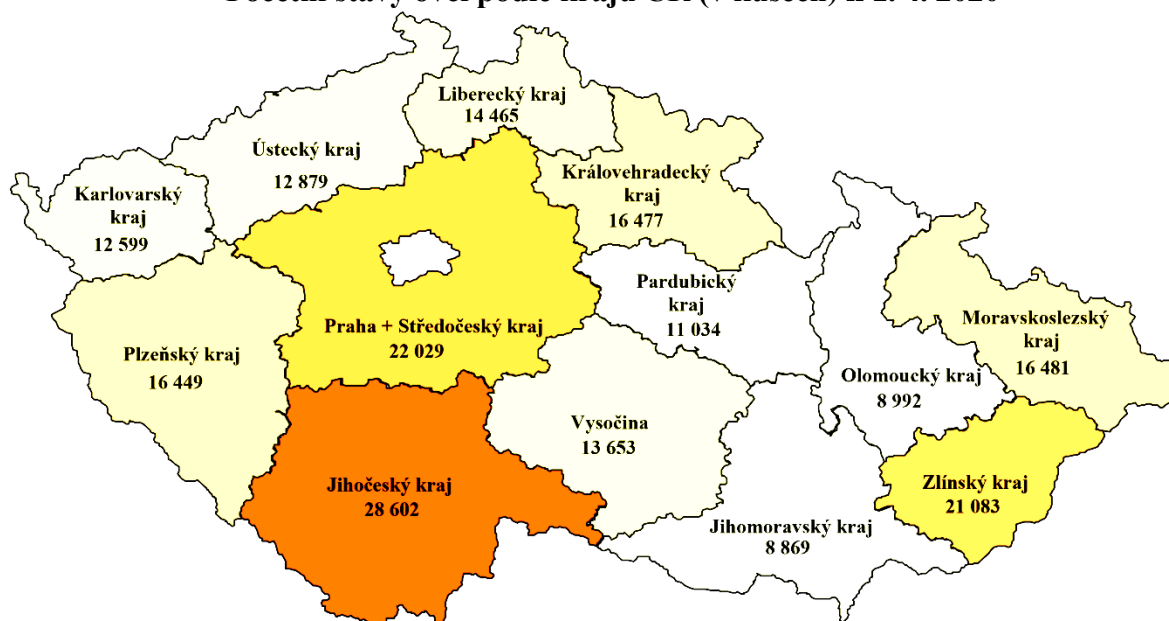 Liberecký kraj
14 465
Ústecký kraj
12 879
Královehradecký
kraj
16 477
Karlovarský
kraj
12 599
Pardubický
kraj
11 034
Praha + Středočeský kraj
22 029
Moravskoslezský
kraj
16 481
Plzeňský kraj
16 449
Olomoucký kraj
8 992
Vysočina
13 653
Jihočeský kraj
28 602
Zlínský kraj
21 083
Jihomoravský kraj
8 869